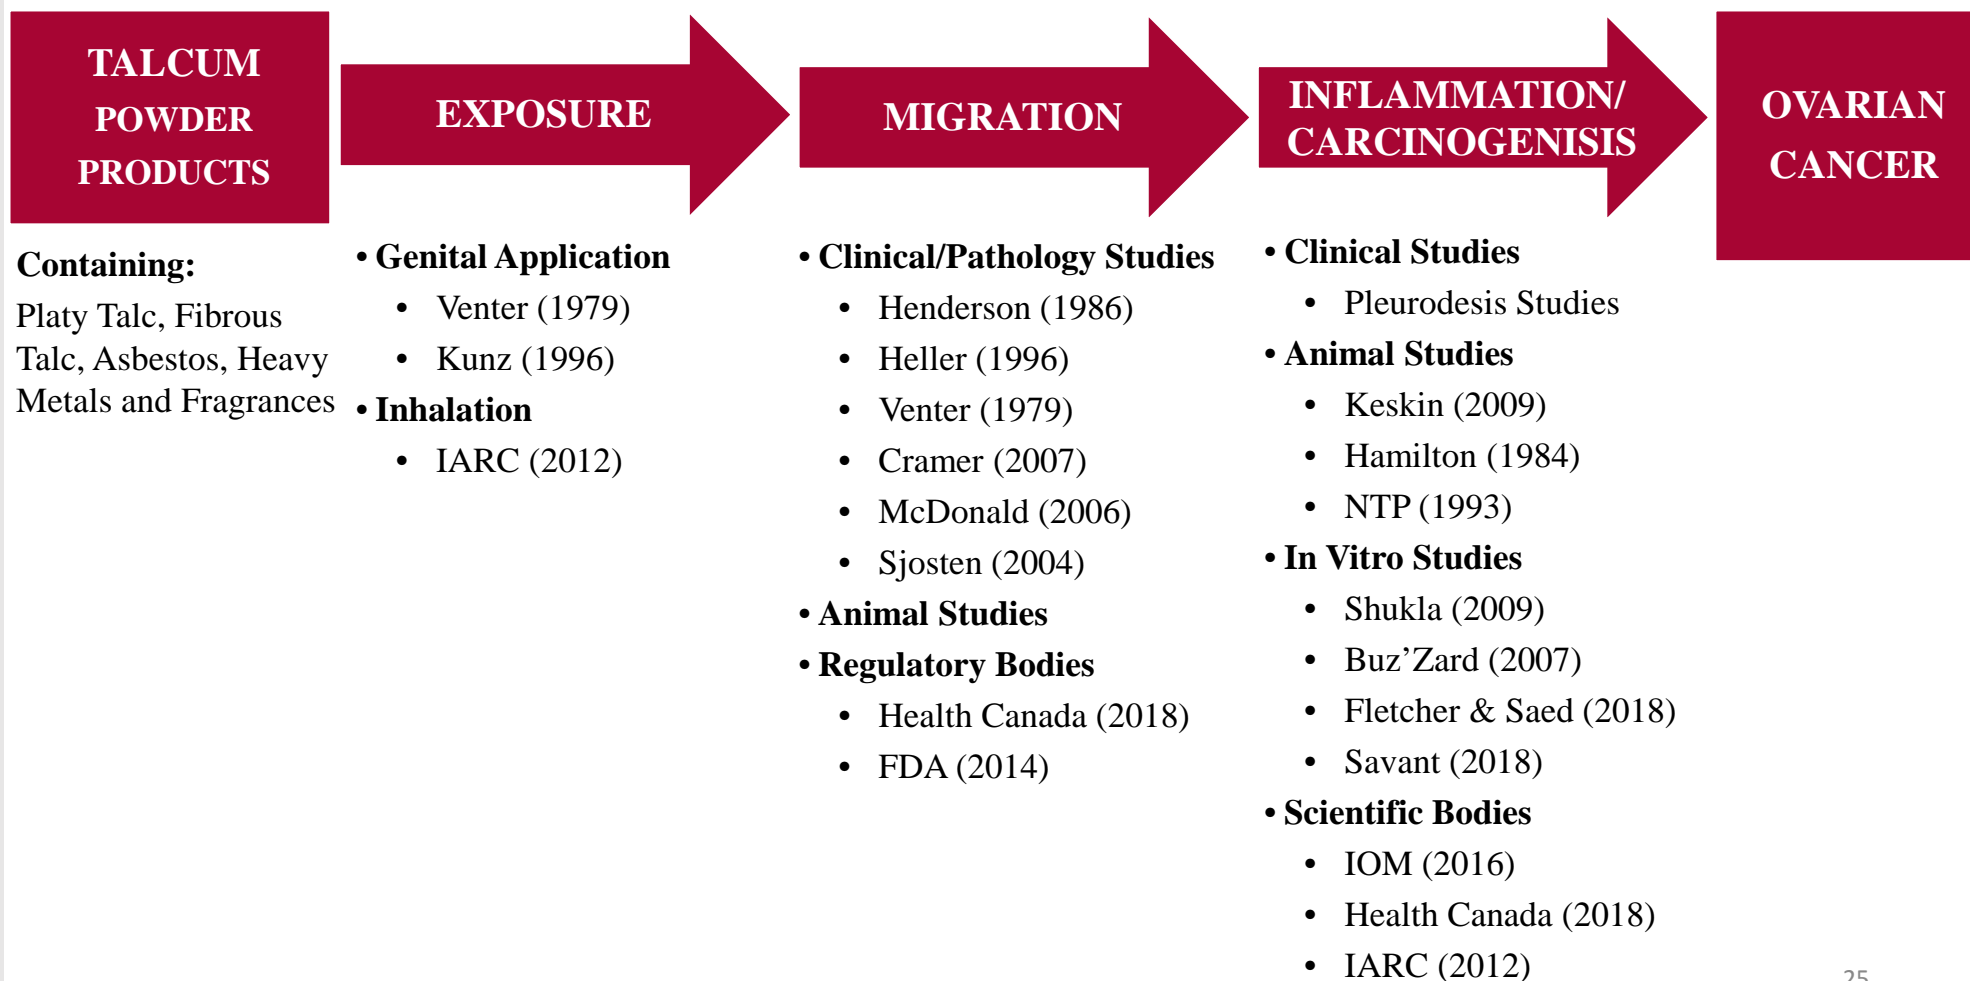 TALCUM
POWDER
PRODUCTS
EXPOSURE
MIGRATION
INFLAMMATION/
CARCINOGENISIS
OVARIAN
CANCER
Containing:
Platy Talc, Fibrous
Talc, Asbestos, Heavy
Metals and Fragrances
• Genital Application
• Venter (1979)
• Kunz (1996)
• Inhalation
• IARC (2012)
• Clinical/Pathology Studies
• Henderson (1986)
• Heller (1996)
• Venter (1979)
• Cramer (2007)
• McDonald (2006)
• Sjosten (2004)
• Animal Studies
• Regulatory Bodies
• Health Canada (2018)
• FDA (2014)
• Clinical Studies
• Pleurodesis Studies
• Animal Studies
• Keskin (2009)
• Hamilton (1984)
• NTP (1993)
• In Vitro Studies
• Shukla (2009)
• Buz’Zard (2007)
• Fletcher & Saed (2018)
• Savant (2018)
• Scientific Bodies
• IOM (2016)
• Health Canada (2018)
• IARC (2012)
25